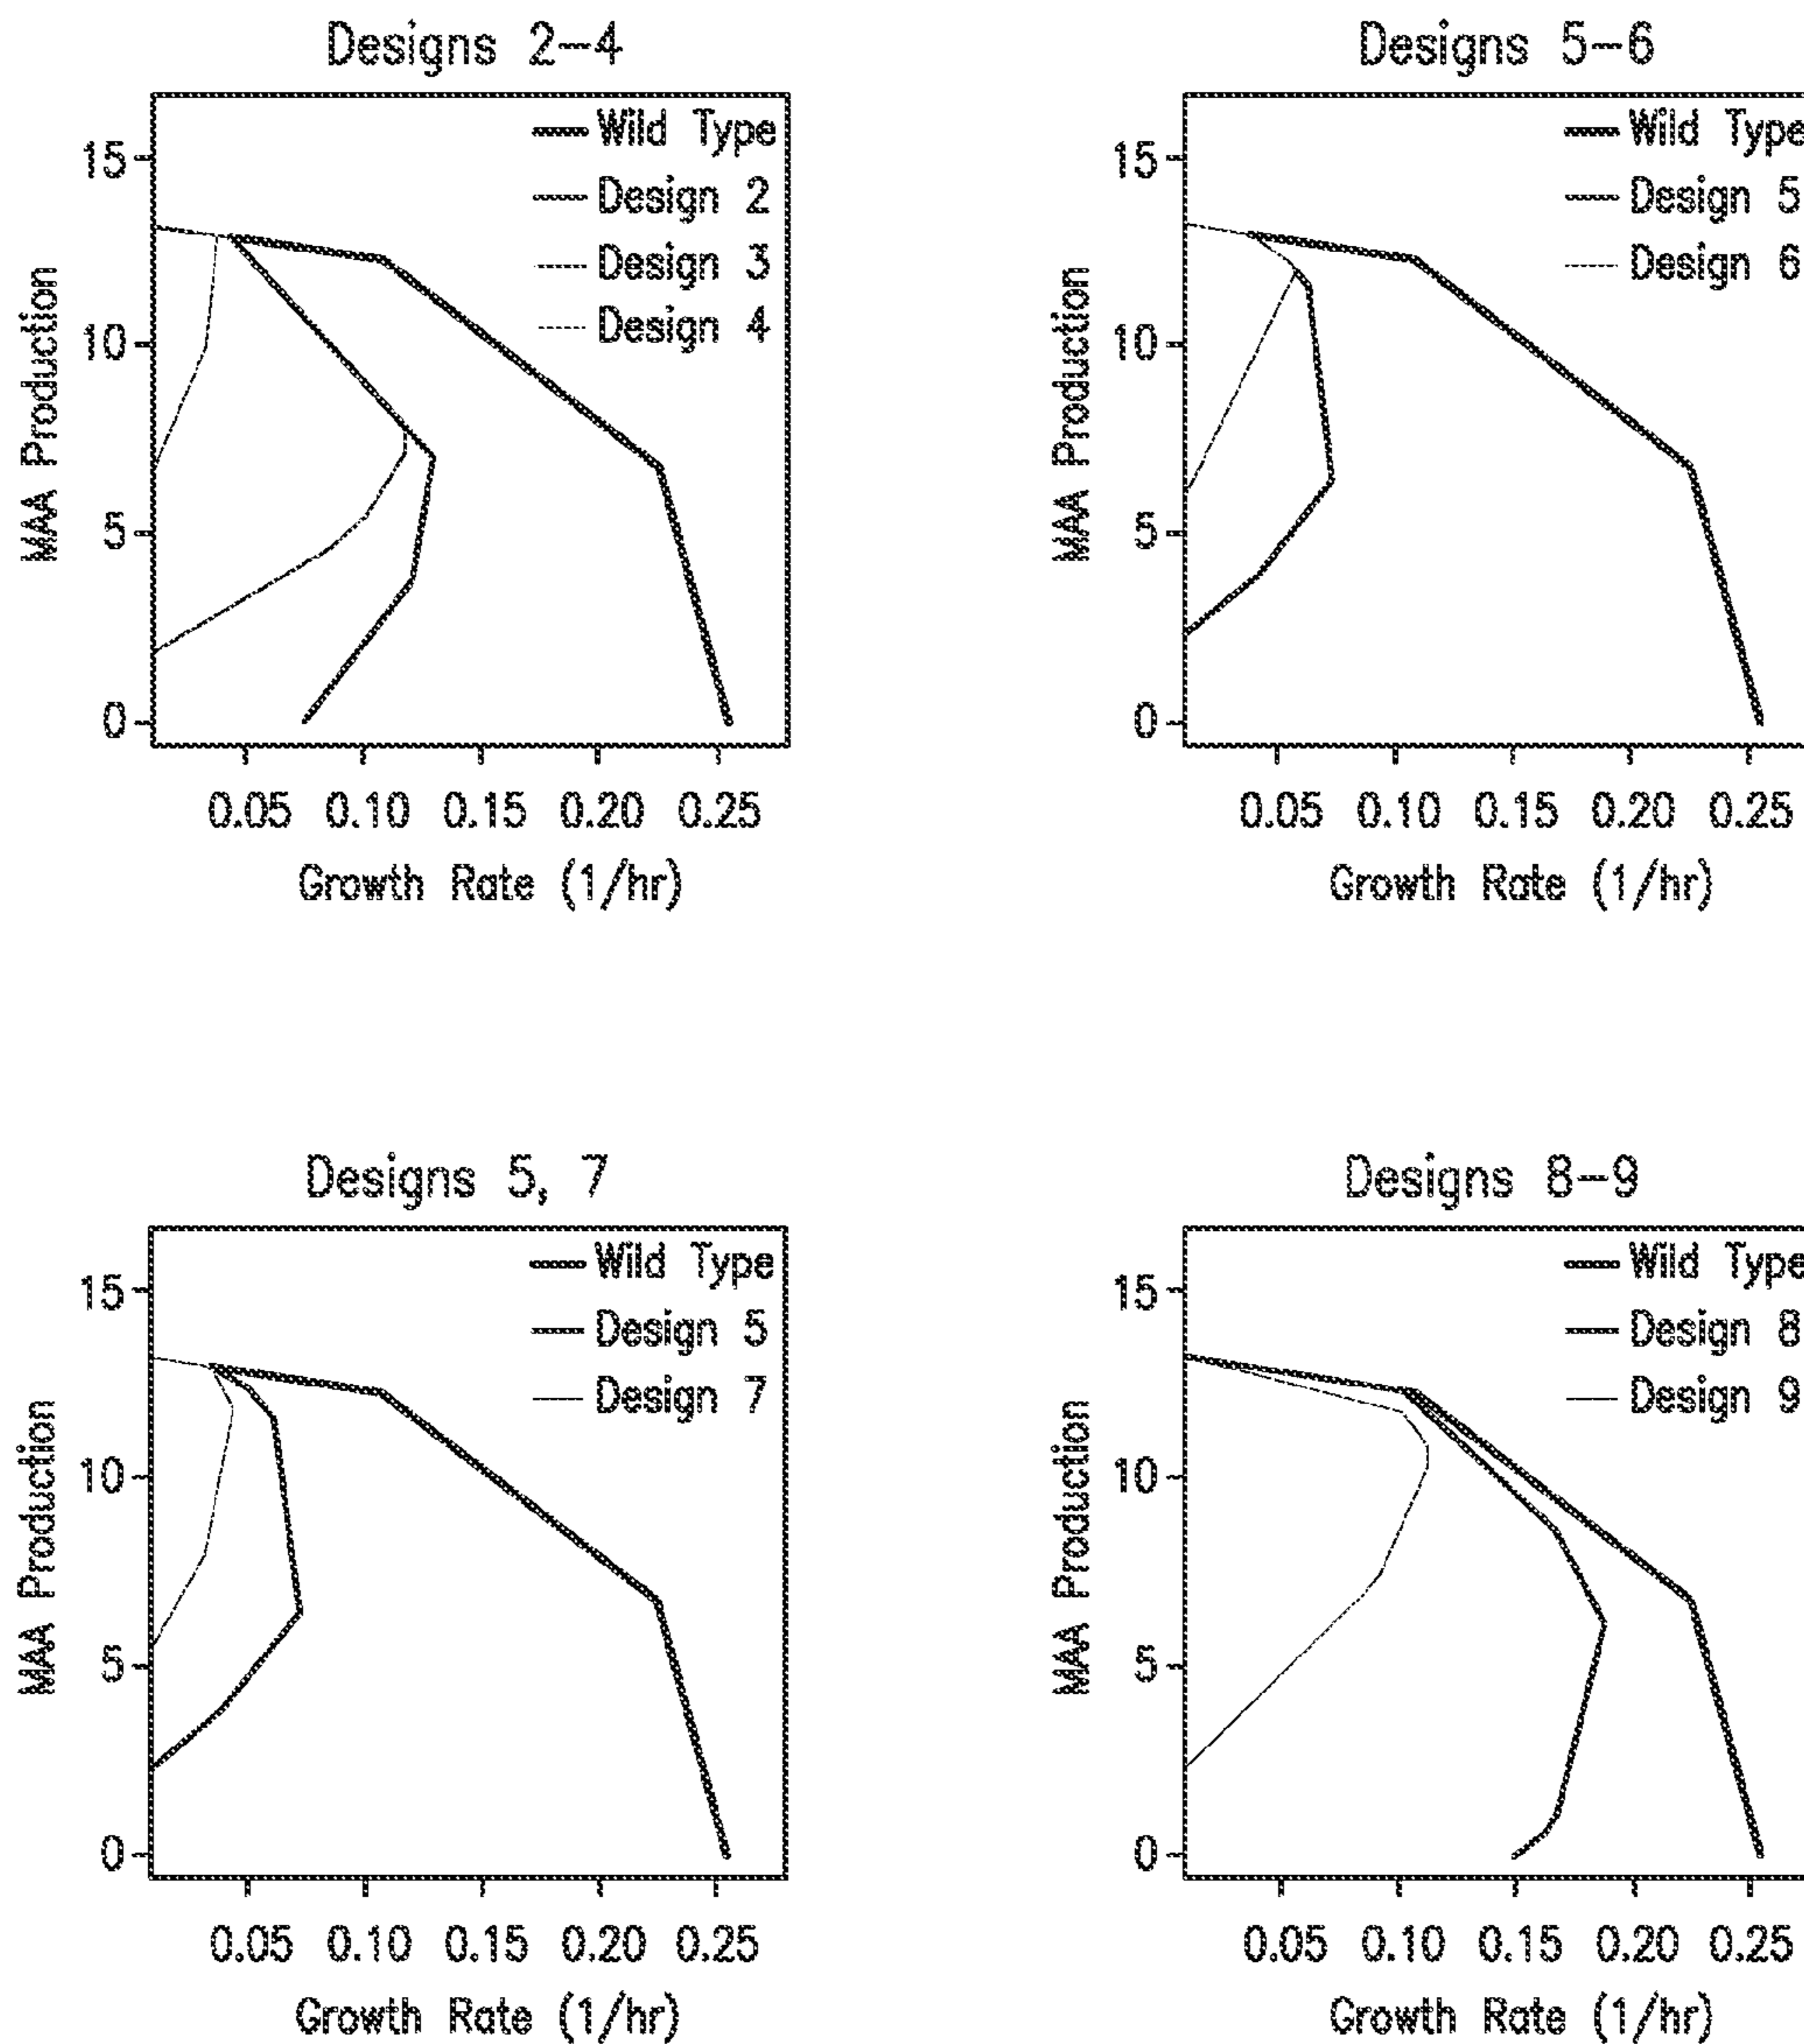 Designs 2-4
Wild Type
Design 2
Design 3
Design 4
15
10
5
0
MAA Production
0.05 0.10 0.15 0.20 0.25
Growth Rate (1/hr)
Designs 5-6
Wild Type
Design 5
Design 6
15
10
5
0
MAA Production
0.05 0.10 0.15 0.20 0.25
Growth Rate (1/hr)
Designs 5, 7
Wild Type
Design 5
Design 7
15
10
5
0
MAA Production
0.05 0.10 0.15 0.20 0.25
Growth Rate (1/hr)
Designs 8-9
Wild Type
Design 8
Design 9
15
10
5
0
MAA Production
0.05 0.10 0.15 0.20 0.25
Growth Rate (1/hr)